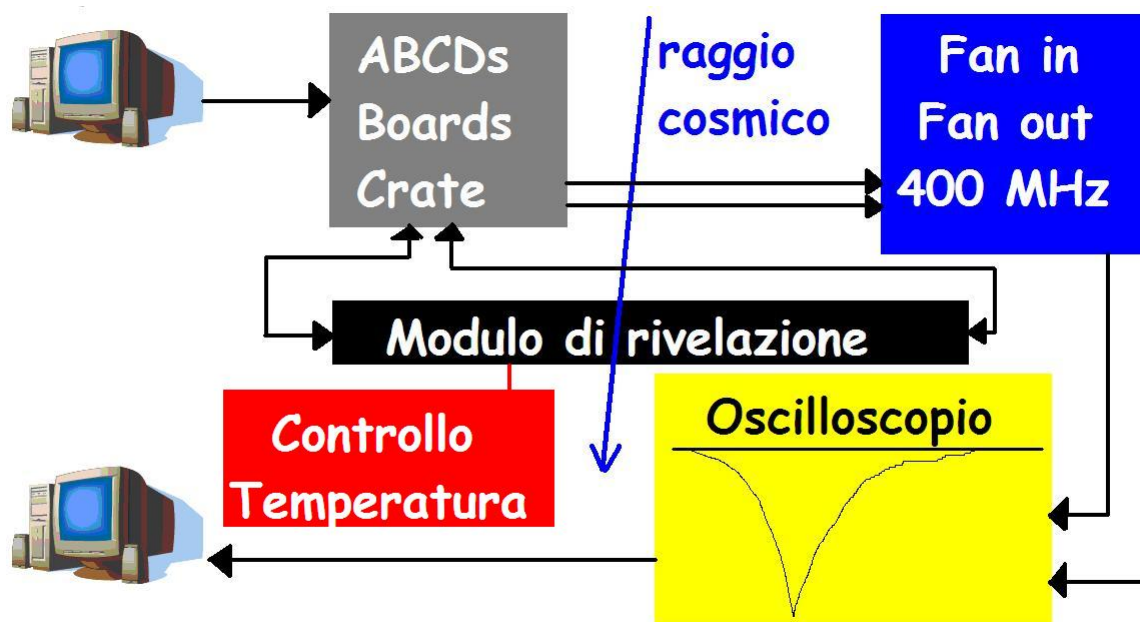 ABCDs
Boards
Crate
raggio
cosmico
Fan in
Fan out
400 MHz
Modulo di rivelazione
Controllo
Temperatura
Oscilloscopio